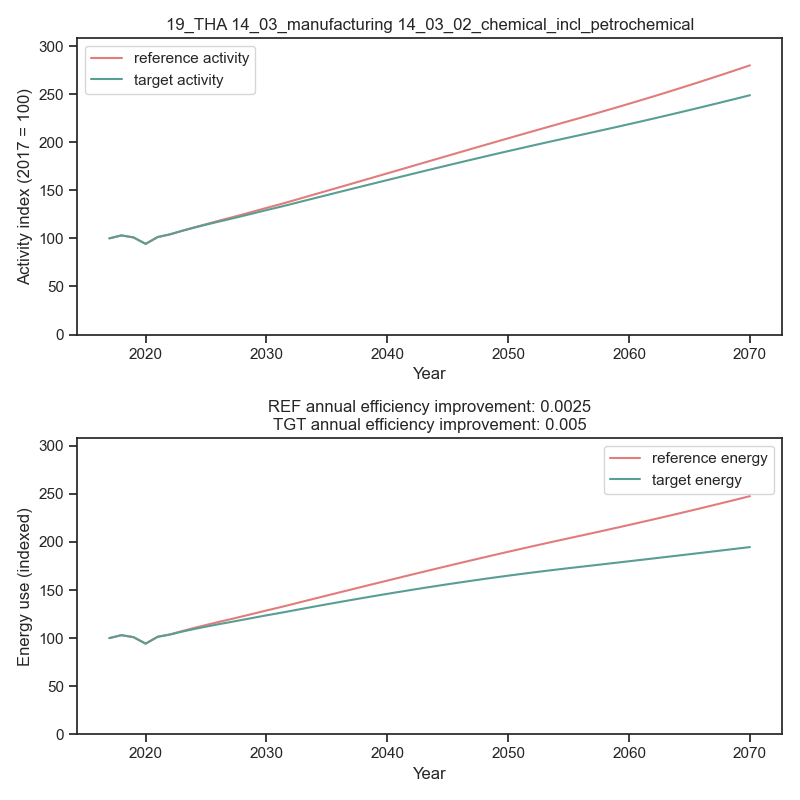 19_THA 14_03_manufacturing 14_03_02_chemical_incl_petrochemical
300
250
200
150
100
50
0
Activity index (2017 = 100)
reference activity
target activity
2020 2030 2040 2050 2060 2070
Year
REF annual efficiency improvement: 0.0025
TGT annual efficiency improvement: 0.005
300
250
200
150
100
50
0
Energy use (indexed)
reference energy
target energy
2020 2030 2040 2050 2060 2070
Year